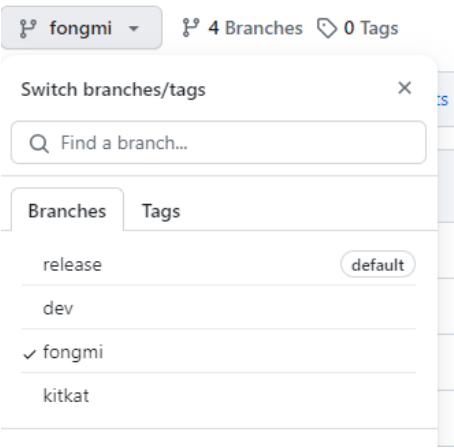 fongmi 4 Branches 0 Tags
Switch branches/tags
Find a branch...
Branches Tags
release default
dev
fongmi
kitkat